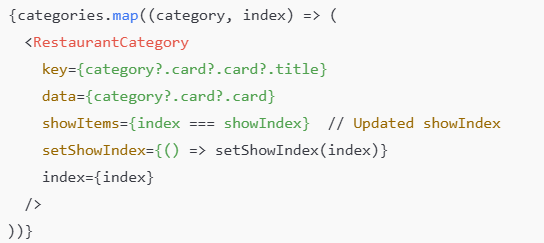 {categories.map((category, index) => (
  <RestaurantCategory
    key={category?.card?.card?.title}
    data={category?.card?.card}
    showItems={index === showIndex}  // Updated showIndex
    setShowIndex={() => setShowIndex(index)}
    index={index}
  />
))}